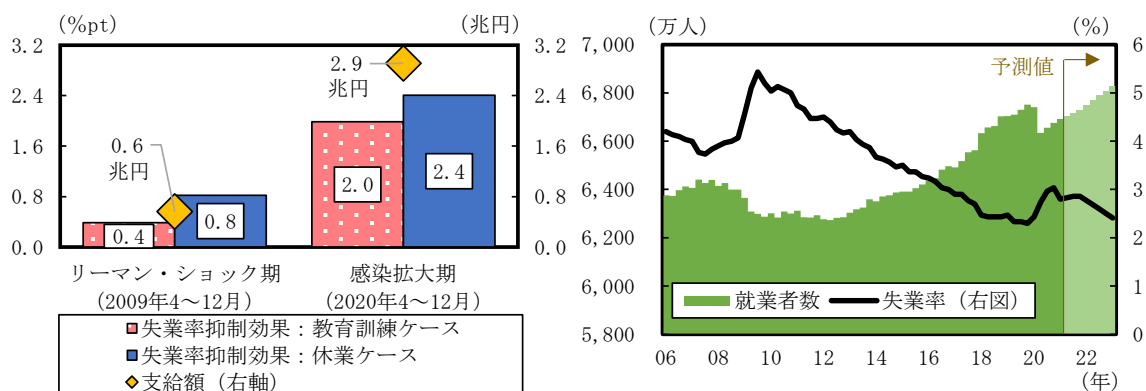 (%pt)
(兆円)
3.2
2.4
1.6
0.8
0.0
3.2
2.4
1.6
0.8
0.0
0.6
兆円
2.9
兆円
0.4
0.8
2.0
2.4
リーマン・ショック期
(2009年4～12月)
感染拡大期
(2020年4～12月)
失業率抑制効果：教育訓練ケース
失業率抑制効果：休業ケース
支給額（右軸）
(万人)
(%)
7,000
6,800
6,600
6,400
6,200
6,000
5,800
6
5
4
3
2
1
0
予測値
就業者数
失業率（右図）
06 08 10 12 14 16 18 20 22
(年)